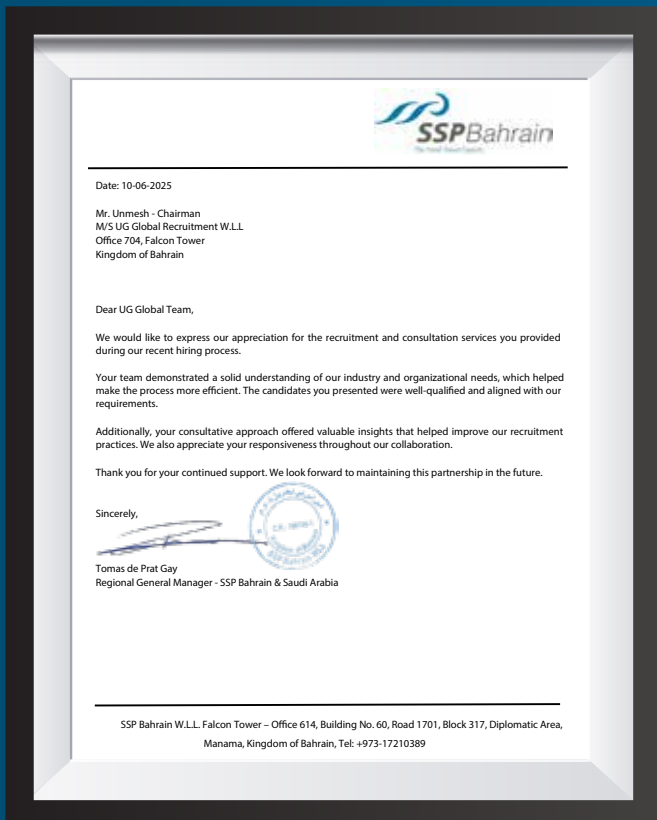 SSPBahrain
Date: 10-06-2025
Mr. Unmesh - Chairman
M/S UG Global Recruitment W.L.L
Office 704, Falcon Tower
Kingdom of Bahrain
Dear UG Global Team,
We would like to express our appreciation for the recruitment and consultation services you provided
during our recent hiring process.
Your team demonstrated a solid understanding of our industry and organizational needs, which helped
make the process more efficient. The candidates you presented were well-qualified and aligned with our
requirements.
Additionally, your consultative approach offered valuable insights that helped improve our recruitment
practices. We also appreciate your responsiveness throughout our collaboration.
Thank you for your continued support. We look forward to maintaining this partnership in the future.
Sincerely,
Tomas de Prat Gay
Regional General Manager - SSP Bahrain & Saudi Arabia
SSP Bahrain W.L.L. Falcon Tower – Office 614, Building No. 60, Road 1701, Block 317, Diplomatic Area,
Manama, Kingdom of Bahrain, Tel: +973-17210389